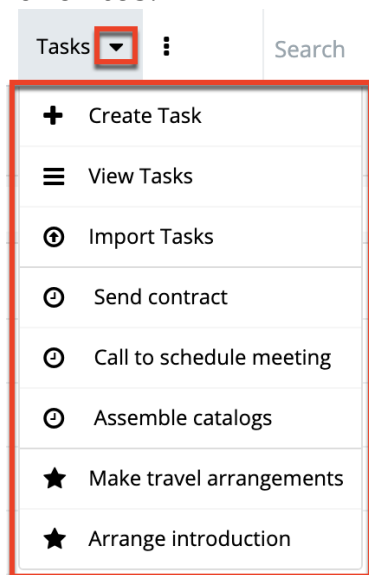 Tasks
Search
Create Task
View Tasks
Import Tasks
Send contract
Call to schedule meeting
Assemble catalogs
Make travel arrangements
Arrange introduction